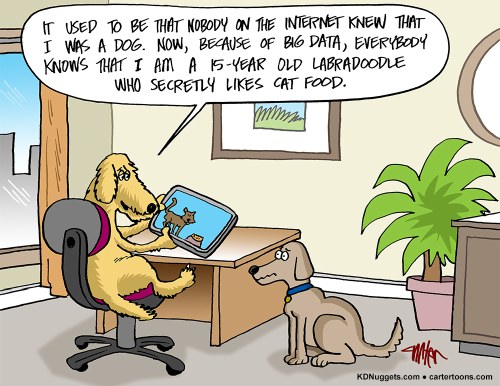 IT USED TO BE THAT NOBODY ON THE INTERNET KNEW THAT
I WAS A DOG. NOW, BECAUSE OF BIG DATA, EVERYBODY
KNOWS THAT I AM A 15-YEAR OLD LABRADOODLE
WHO SECRETLY LIKES CAT FOOD.
KDNuggets.com • cartertoons.com